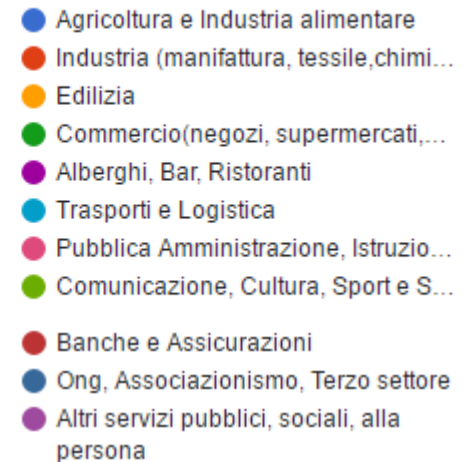 Agricoltura e Industria alimentare
Industria (manifattura, tessile,chimi...
Edilizia
Commercio(negozi, supermercati,...
Alberghi, Bar, Ristoranti
Trasporti e Logistica
Pubblica Amministrazione, Istruzio...
Comunicazione, Cultura, Sport e S...
Banche e Assicurazioni
Ong, Associazionismo, Terzo settore
Altri servizi pubblici, sociali, alla
persona